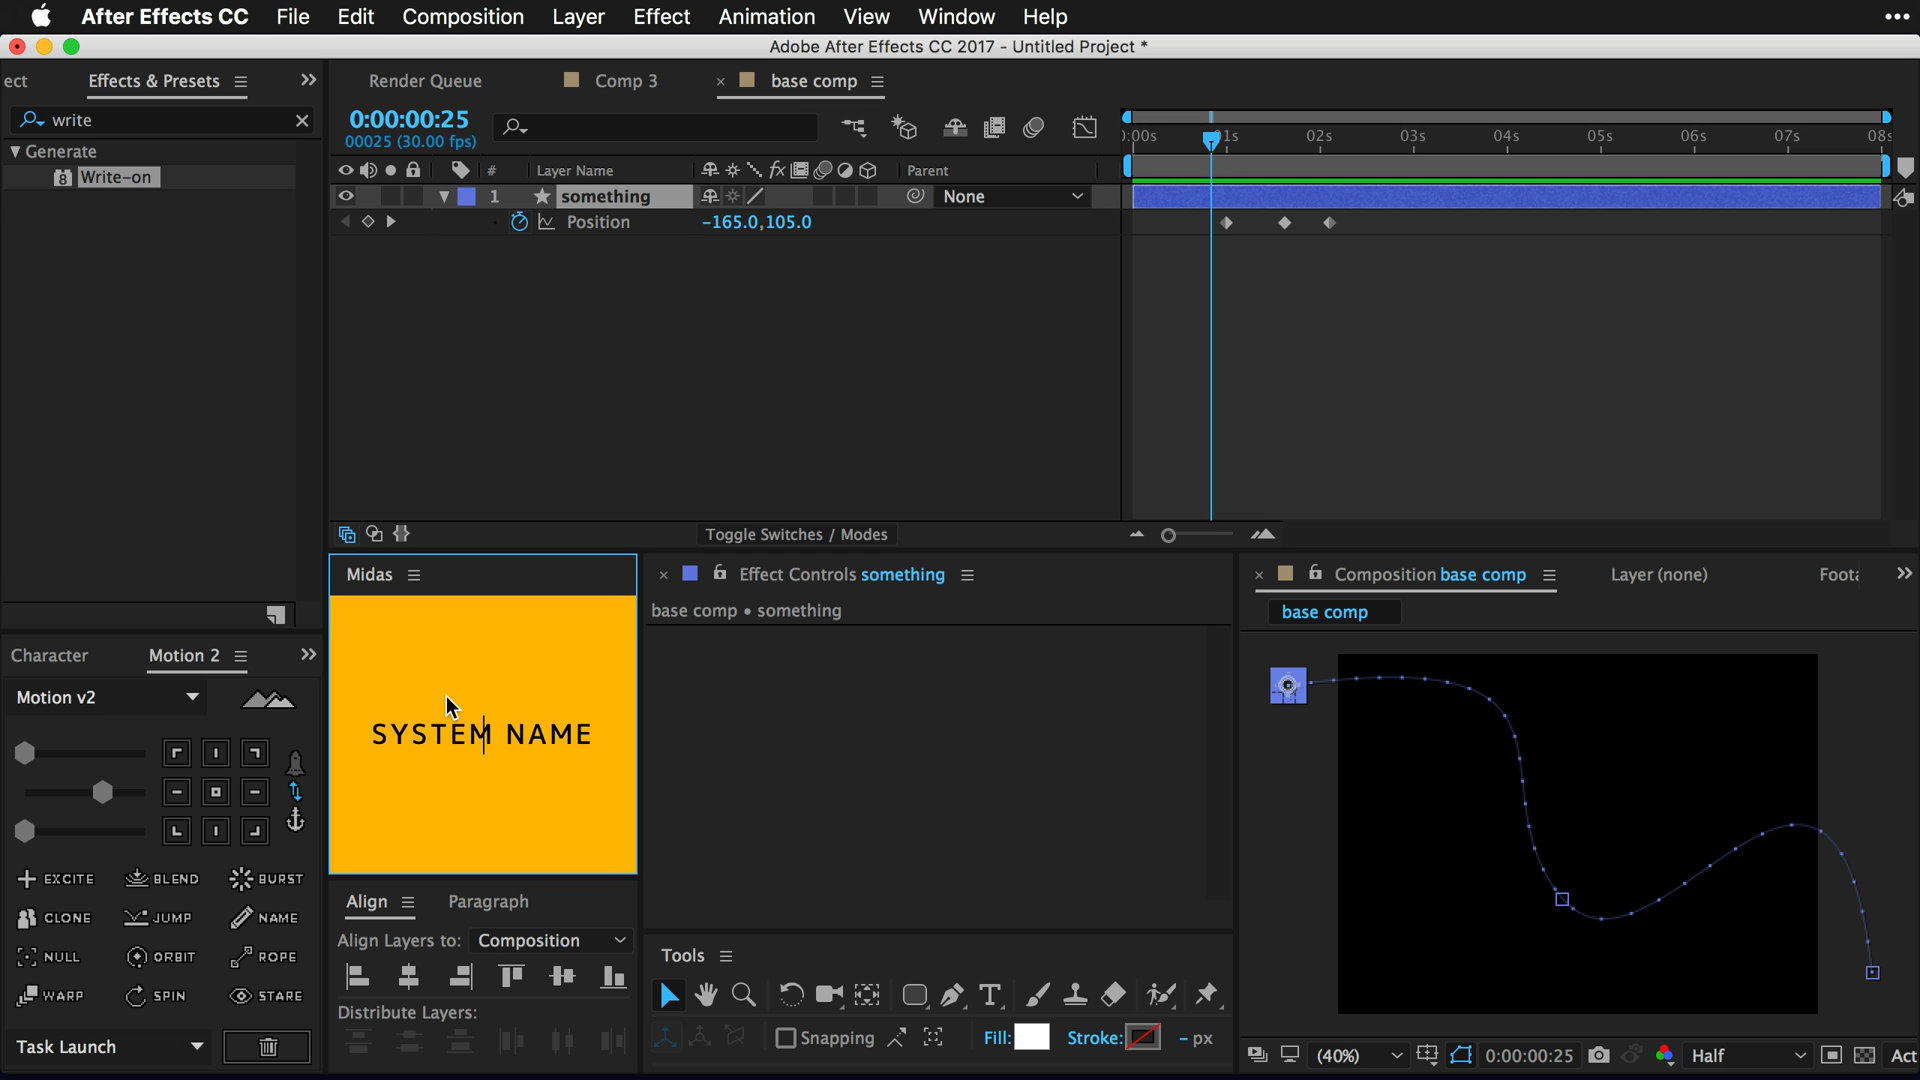 After Effects CC File Edit Composition Layer Effect Animation View Window Help
Adobe After Effects CC 2017 - Untitled Project *
ect Effects & Presets
write
Generate
8 Write-on
Render Queue Comp 3 × base comp
0:00:00:25
00025 (30.00 fps)
# Layer Name fx Parent
1 something None
Position -165.0,105.0
:00s 01s 02s 03s 04s 05s 06s 07s 08s
Toggle Switches / Modes
Midas
SYSTEM NAME
× Effect Controls something
base comp • something
× Composition base comp Layer (none) Foota
base comp
Character Motion 2
Motion v2
EXCITE BLEND BURST
CLONE JUMP NAME
NULL ORBIT ROPE
WARP SPIN STARE
Task Launch
Align Paragraph
Align Layers to: Composition
Distribute Layers:
Tools
T
Snapping Fill: Stroke: - px
(40%) 0:00:00:25 Half Act